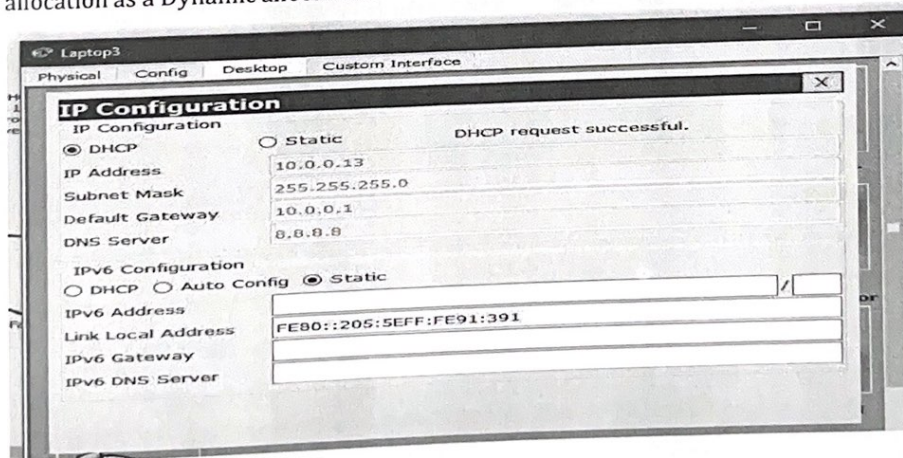 allocation as a Dynamic
Laptop3
Physical Config Desktop Custom Interface
IP Configuration
IP Configuration
DHCP Static DHCP request successful.
IP Address 10.0.0.13
Subnet Mask 255.255.255.0
Default Gateway 10.0.0.1
DNS Server 8.8.8.8
IPv6 Configuration
DHCP Auto Config Static
IPv6 Address /
Link Local Address FE80::205:5EFF:FE91:391
IPv6 Gateway
IPv6 DNS Server